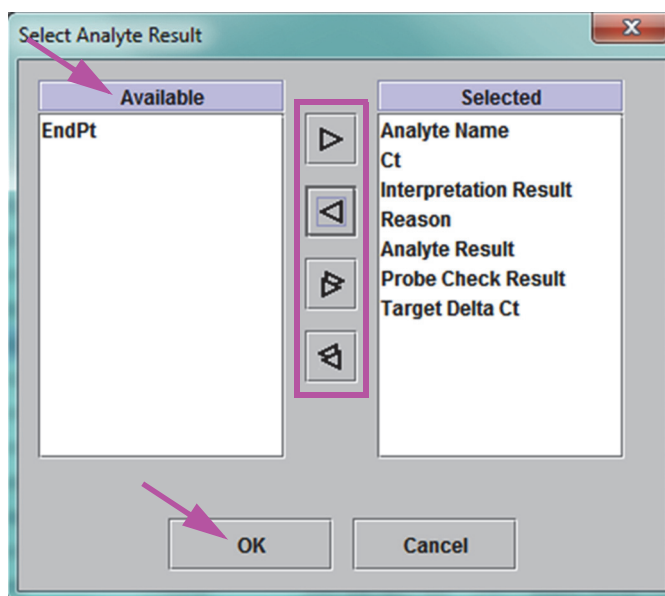 Select Analyte Result
Available
EndPt
Selected
Analyte Name
Ct
Interpretation Result
Reason
Analyte Result
Probe Check Result
Target Delta Ct
OK
Cancel